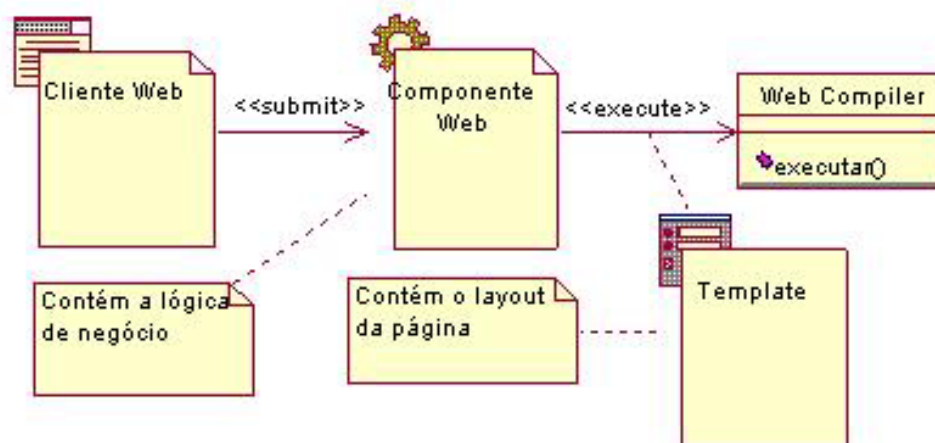 Cliente Web
<<submit>>
Componente
Web
<<execute>>
Web Compiler
executar()
Contém a lógica
de negócio
Contém o layout
da página
Template